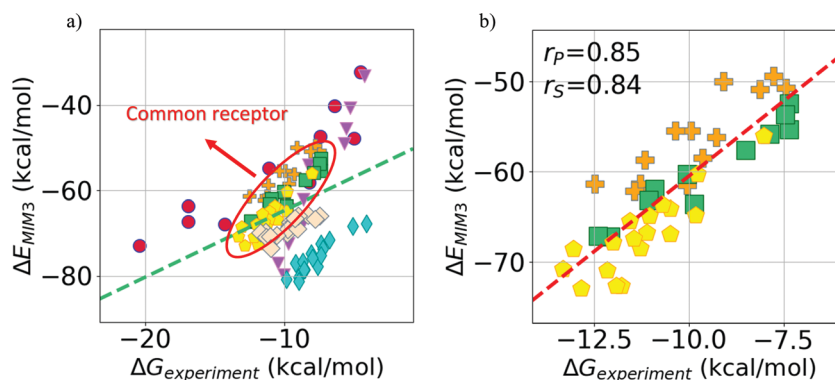 a)
ΔE_MIM3 (kcal/mol)
−40
−60
−80
Common receptor
−20
−10
ΔG_experiment (kcal/mol)
b)
ΔE_MIM3 (kcal/mol)
−50
−60
−70
r_P=0.85
r_S=0.84
−12.5
−10.0
−7.5
ΔG_experiment (kcal/mol)